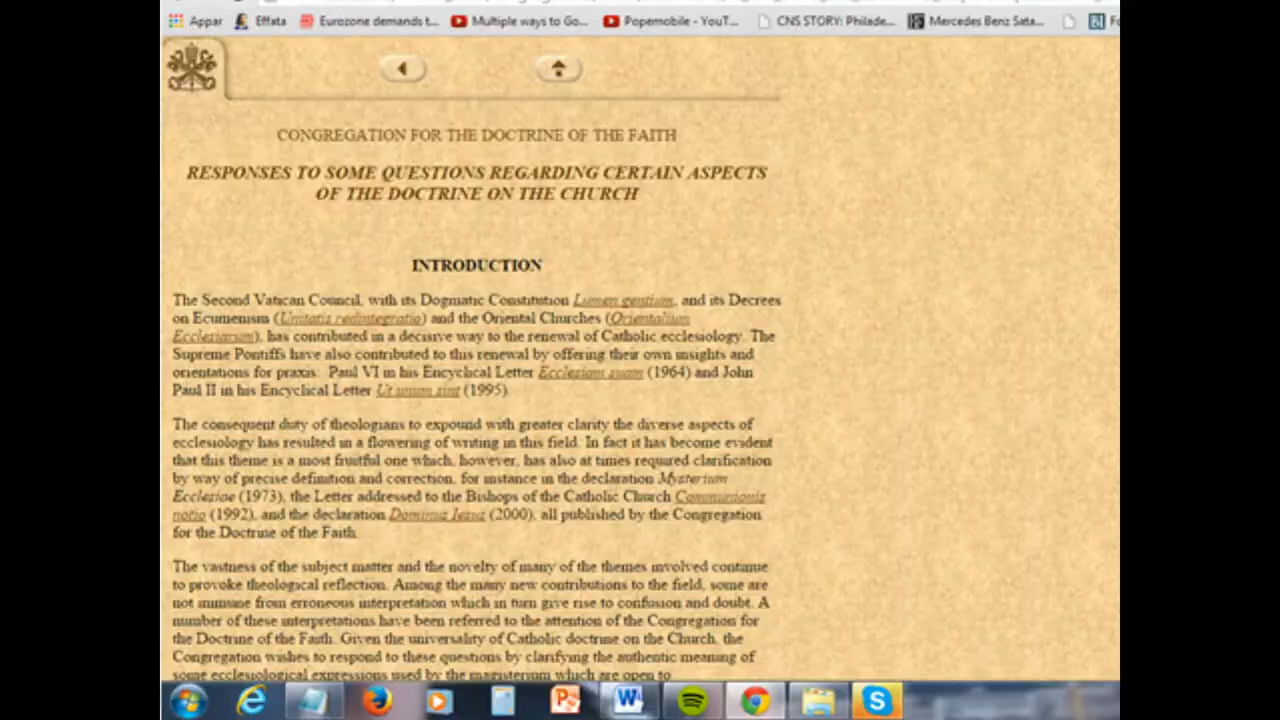 Appar Effata Eurozone demands t... Multiple ways to Go... Popemobile - YouT... CNS STORY: Philade... Mercedes Benz Sata... Fo
CONGREGATION FOR THE DOCTRINE OF THE FAITH
RESPONSES TO SOME QUESTIONS REGARDING CERTAIN ASPECTS
OF THE DOCTRINE ON THE CHURCH
INTRODUCTION
The Second Vatican Council, with its Dogmatic Constitution Lumen gentium, and its Decrees
on Ecumenism (Unitatis redintegratio) and the Oriental Churches (Orientalium
Ecclesiarum), has contributed in a decisive way to the renewal of Catholic ecclesiology. The
Supreme Pontiffs have also contributed to this renewal by offering their own insights and
orientations for praxis: Paul VI in his Encyclical Letter Ecclesiam suam (1964) and John
Paul II in his Encyclical Letter Ut unum sint (1995).
The consequent duty of theologians to expound with greater clarity the diverse aspects of
ecclesiology has resulted in a flowering of writing in this field. In fact it has become evident
that this theme is a most fruitful one which, however, has also at times required clarification
by way of precise definition and correction, for instance in the declaration Mysterium
Ecclesiae (1973), the Letter addressed to the Bishops of the Catholic Church Communionis
notio (1992), and the declaration Dominus Iesus (2000), all published by the Congregation
for the Doctrine of the Faith.
The vastness of the subject matter and the novelty of many of the themes involved continue
to provoke theological reflection. Among the many new contributions to the field, some are
not immune from erroneous interpretation which in turn give rise to confusion and doubt. A
number of these interpretations have been referred to the attention of the Congregation for
the Doctrine of the Faith. Given the universality of Catholic doctrine on the Church, the
Congregation wishes to respond to these questions by clarifying the authentic meaning of
some ecclesiological expressions used by the magisterium which are open to